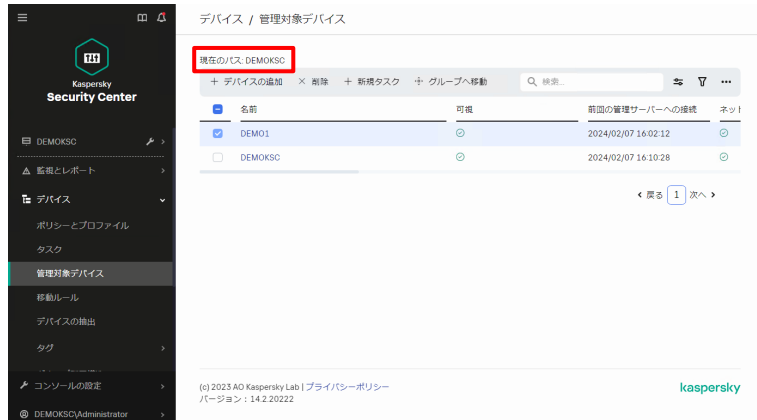 Kaspersky
Security Center
DEMOKSC
監視とレポート
デバイス
ポリシーとプロファイル
タスク
管理対象デバイス
移動ルール
デバイスの抽出
タグ
コンソールの設定
DEMOKSC\Administrator
デバイス / 管理対象デバイス
現在のパス: DEMOKSC
+ デバイスの追加 × 削除 + 新規タスク グループへ移動 検索...
名前 可視 前回の管理サーバーへの接続 ネット
DEMO1 2024/02/07 16:02:12
DEMOKSC 2024/02/07 16:10:28
戻る 1 次へ
(c) 2023 AO Kaspersky Lab | プライバシーポリシー
バージョン : 14.2.20222
kaspersky